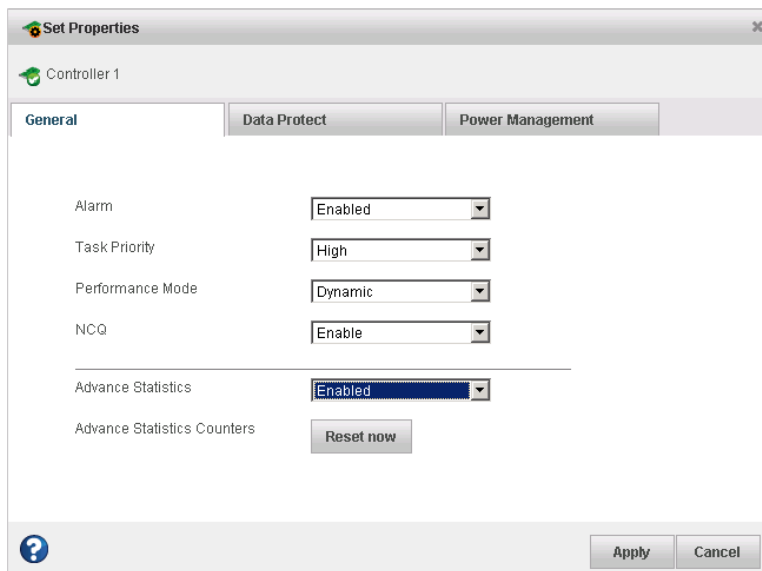 Set Properties
Controller 1
General Data Protect Power Management
Alarm Enabled
Task Priority High
Performance Mode Dynamic
NCQ Enable
Advance Statistics Enabled
Advance Statistics Counters Reset now
? Apply Cancel